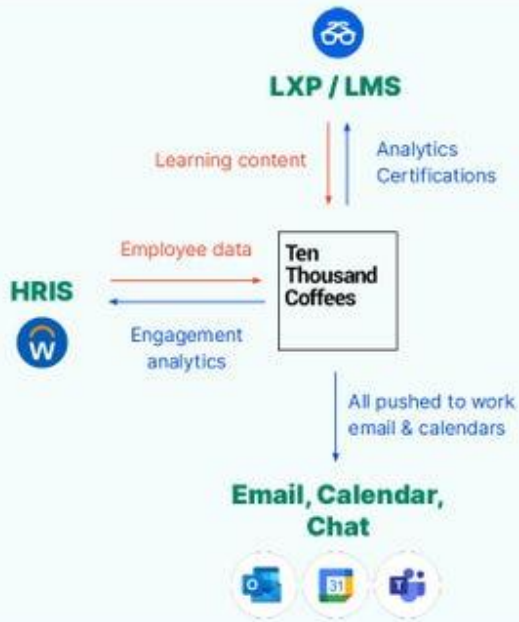 LXP / LMS
Learning content
Analytics
Certifications
Employee data
Ten
Thousand
Coffees
HRIS
W
Engagement
analytics
All pushed to work
email & calendars
Email, Calendar,
Chat
O
31
T